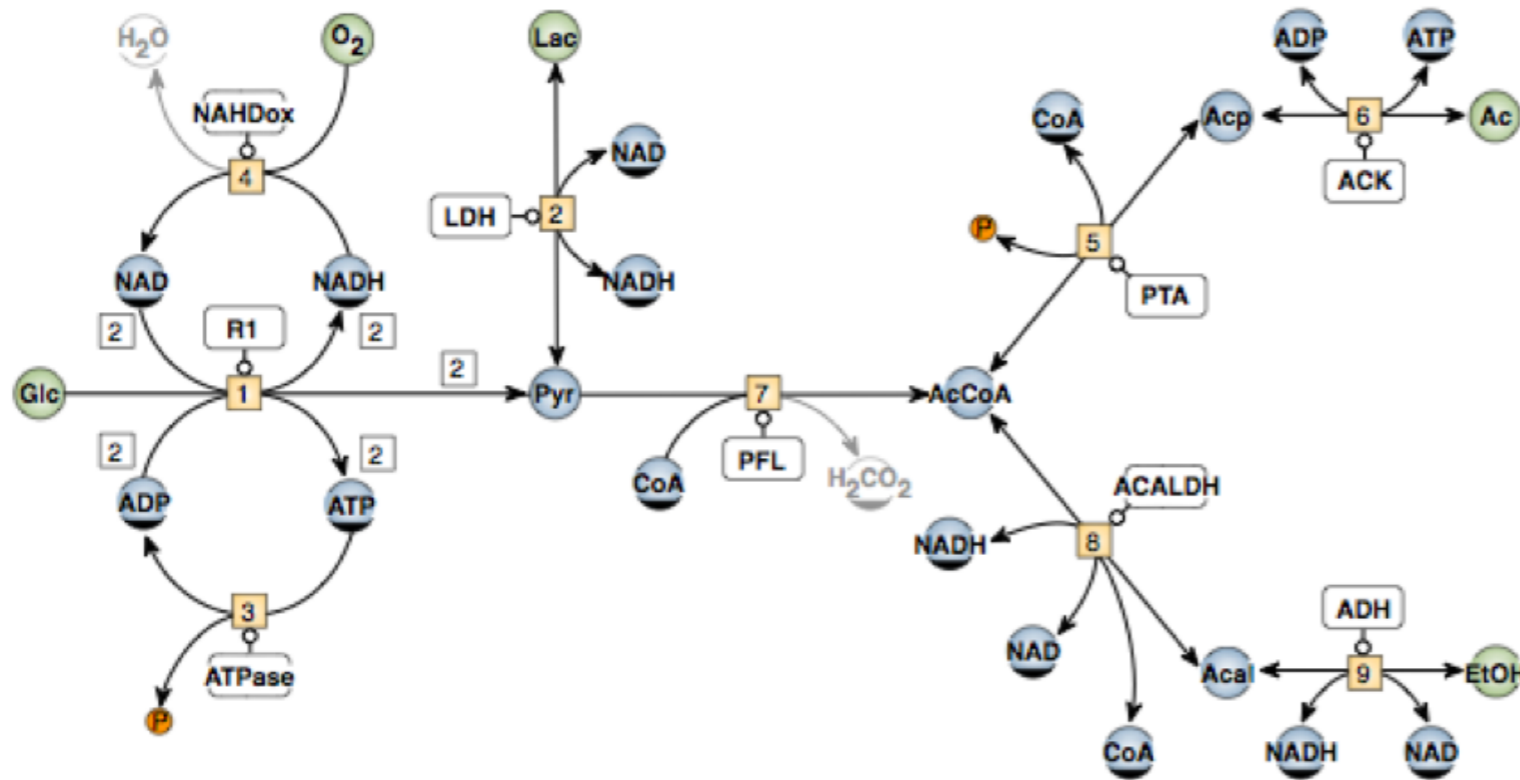 H2O
O2
Lac
ADP
ATP
NAHDox
CoA
Acp
6
Ac
4
NAD
ACK
LDH
2
P
5
NAD
NADH
NADH
PTA
2
R1
2
2
Glc
1
Pyr
7
AcCoA
2
2
PFL
CoA
H2CO2
ACALDH
ADP
ATP
NADH
8
3
ADH
ATPase
NAD
Acal
9
EtOH
P
CoA
NADH
NAD